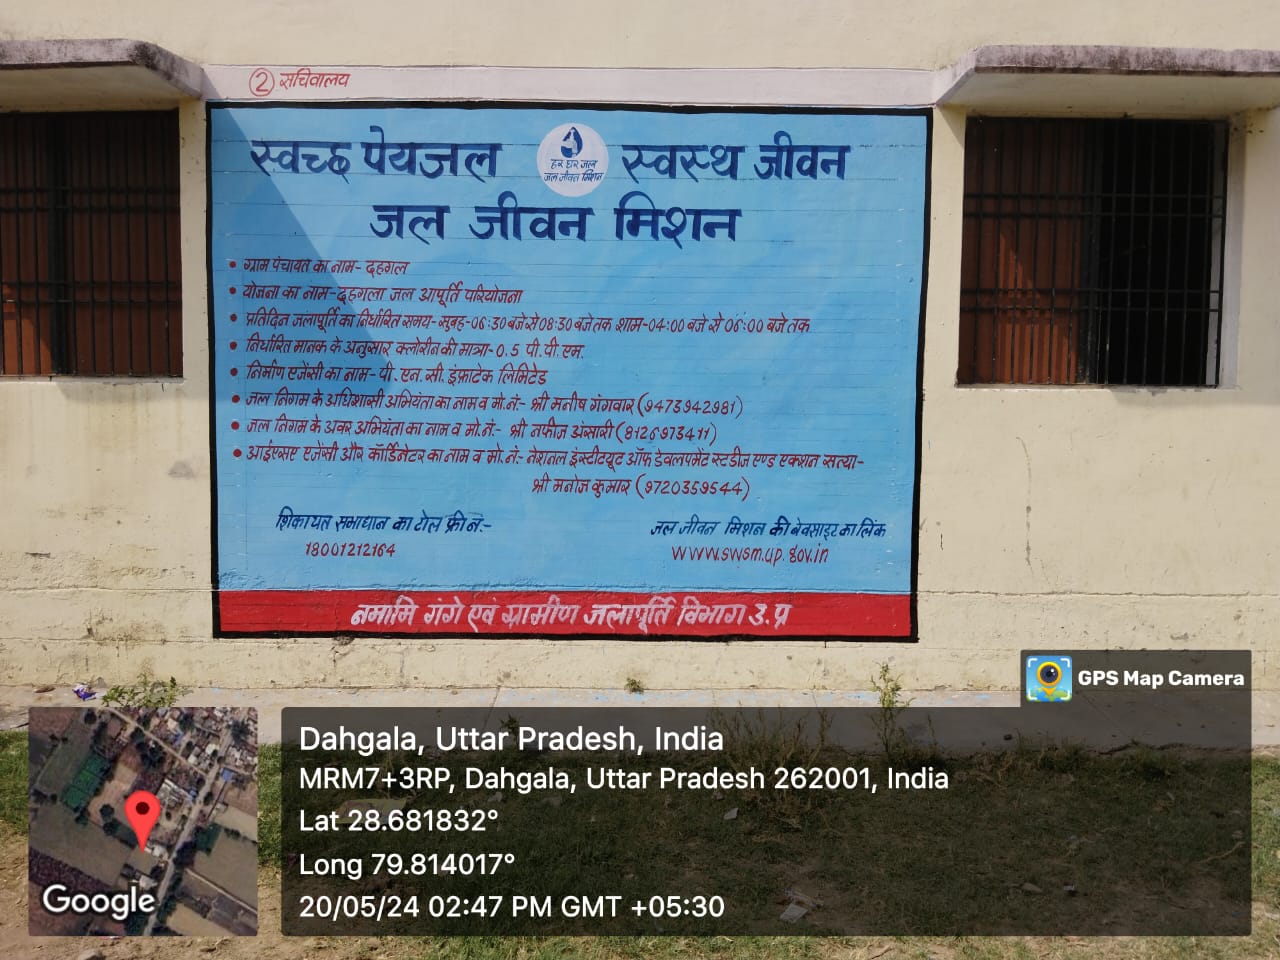 ② सचिवालय
स्वच्छ पेयजल स्वस्थ जीवन
हर घर जल
जल जीवन मिशन
जल जीवन मिशन
• ग्राम पंचायत का नाम- दहगल
• योजना का नाम- दहगला जल आपूर्ति परियोजना
• प्रतिदिन जलापूर्ति का निर्धारित समय- सुबह-06:30 बजे से 08:30 बजे तक शाम-04:00 बजे से 06:00 बजे तक
• निर्धारित मानक के अनुसार क्लोरीन की मात्रा- 0.5 पी.पी.एम.
• निर्माण एजेंसी का नाम- पी. एन. सी. इंफ्राटेक लिमिटेड
• जल निगम के अधिशासी अभियंता का नाम व मो.नं:- श्री मनीष गंगवार (9473942981)
• जल निगम के अवर अभियंता का नाम व मो.नं:- श्री नफीज अंसारी (8126973411)
• आईएसए एजेंसी और कॉर्डिनेटर का नाम व मो.नं:- नेशनल इंस्टीटयूट ऑफ डेवलपमेंट स्टडीज एण्ड एक्शन सत्या-
श्री मनोज कुमार (9720359544)
शिकायत समाधान का टोल फ्री नं:-
18001212164
जल जीवन मिशन की बेवसाइट का लिंक
www.swsm.up.gov.in
नमामि गंगे एवं ग्रामीण जलापूर्ति विभाग उ.प्र
GPS Map Camera
Dahgala, Uttar Pradesh, India
MRM7+3RP, Dahgala, Uttar Pradesh 262001, India
Lat 28.681832°
Long 79.814017°
20/05/24 02:47 PM GMT +05:30
Google